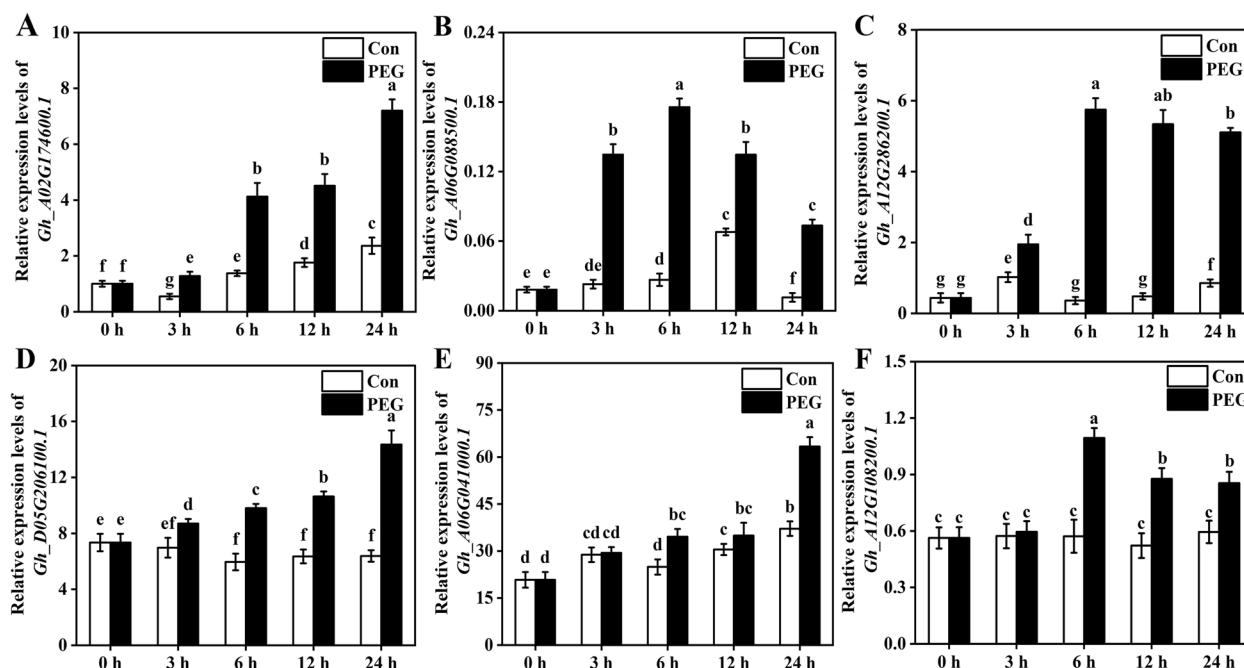 A
Relative expression levels of
Gh_A02G174600.1
10
8
6
4
2
0
Con
PEG
f f g e e b d b c a
0 h 3 h 6 h 12 h 24 h
B
Relative expression levels of
Gh_A06G088500.1
0.24
0.18
0.12
0.06
0.00
Con
PEG
e e de b d a c b f c
0 h 3 h 6 h 12 h 24 h
C
Relative expression levels of
Gh_A12G286200.1
8
6
4
2
0
Con
PEG
g g e d g a g ab f b
0 h 3 h 6 h 12 h 24 h
D
Relative expression levels of
Gh_D05G206100.1
20
16
12
8
4
0
Con
PEG
e e ef d f c f b f a
0 h 3 h 6 h 12 h 24 h
E
Relative expression levels of
Gh_A06G041000.1
90
75
60
45
30
15
0
Con
PEG
d d cd cd d bc c bc b a
0 h 3 h 6 h 12 h 24 h
F
Relative expression levels of
Gh_A12G108200.1
1.5
1.2
0.9
0.6
0.3
0.0
Con
PEG
c c c c c a c b c b
0 h 3 h 6 h 12 h 24 h